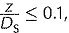 Z/D_S ≤ 0.1,